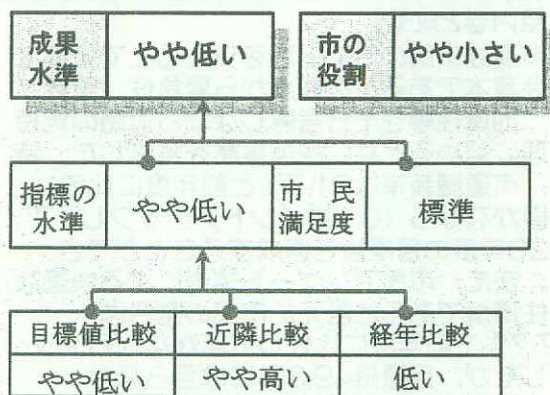 成果
水準
やや低い
市の
役割
やや小さい
指標の
水準
やや低い
市民
満足度
標準
目標値比較
近隣比較
経年比較
やや低い
やや高い
低い